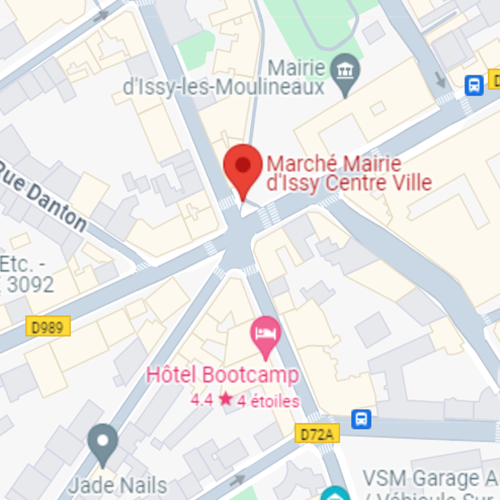 Mairie
d'Issy-les-Moulineaux
D
Marché Mairie
d'Issy Centre Ville
Rue Danton
Etc. -
3092
D989
Hôtel Bootcamp
4.4 ★ 4 étoiles
D72A
Jade Nails
VSM Garage A
/ Véhicule Sur